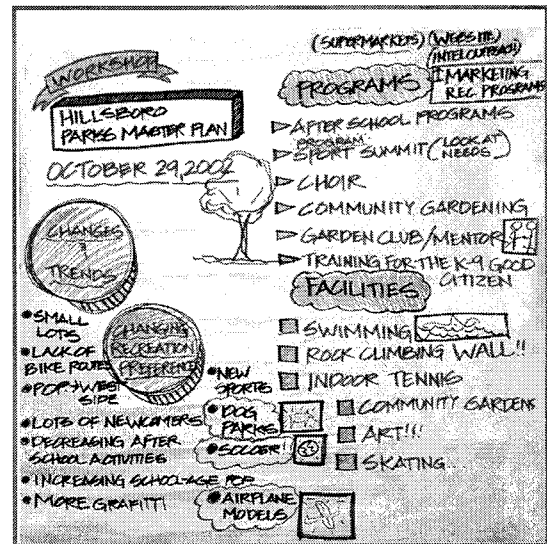 WORKSHOP
HILLSBORO
PARKS MASTER PLAN
OCTOBER 29, 2002
CHANGES
&
TRENDS
• SMALL
LOTS
• LACK OF
BIKE ROUTES
• POP→WEST
SIDE
• LOTS OF NEWCOMERS
• DECREASING AFTER
SCHOOL ACTIVITIES
• INCREASING SCHOOL-AGE POP
• MORE GRAFITTI
CHANGING
RECREATION
PREFERENCES
• NEW
SPORTS
• DOG
PARKS
• SOCCER!
• AIRPLANE
MODELS
(SUPERMARKETS) (WEBSITE)
PROGRAMS
MARKETING
REC. PROGRAMS
AFTER SCHOOL PROGRAMS
PROGRAM
SPORT SUMMIT (LOOK AT
NEEDS)
CHOIR
COMMUNITY GARDENING
GARDEN CLUB/MENTOR
TRAINING FOR THE K-9 GOOD
CITIZEN
FACILITIES
SWIMMING
ROCK CLIMBING WALL!!
INDOOR TENNIS
COMMUNITY GARDENS
ART!!!
SKATING...